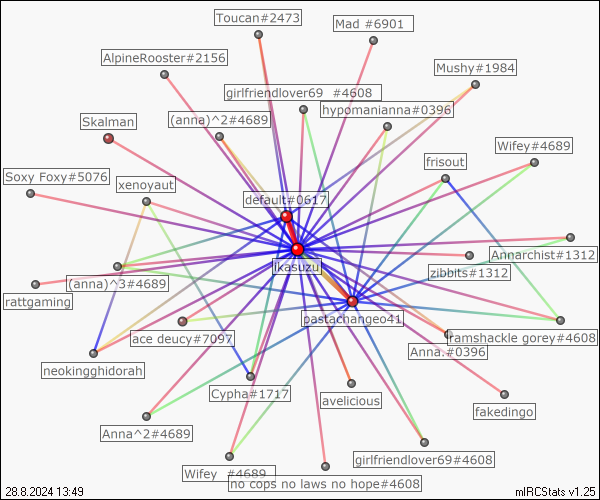 Toucan#2473
Mad_#6901
AlpineRooster#2156
Mushy#1984
girlfriendlover69__#4608
hypomanianna#0396
Skalman
(anna)^2#4689
Wifey#4689
frisout
Soxy Foxy#5076
xenoyaut
default#0617
Annarchist#1312
ikasuzu
zibbits#1312
(anna)^3#4689
rattgaming
pastachangeo41
ace deucy#7097
ramshackle gorey#4608
Anna.#0396
neokingghidorah
Cypha#1717
avelicious
fakedingo
Anna^2#4689
girlfriendlover69#4608
Wifey__#4689
no cops no laws no hope#4608
28.8.2024 13:49
mIRCStats v1.25